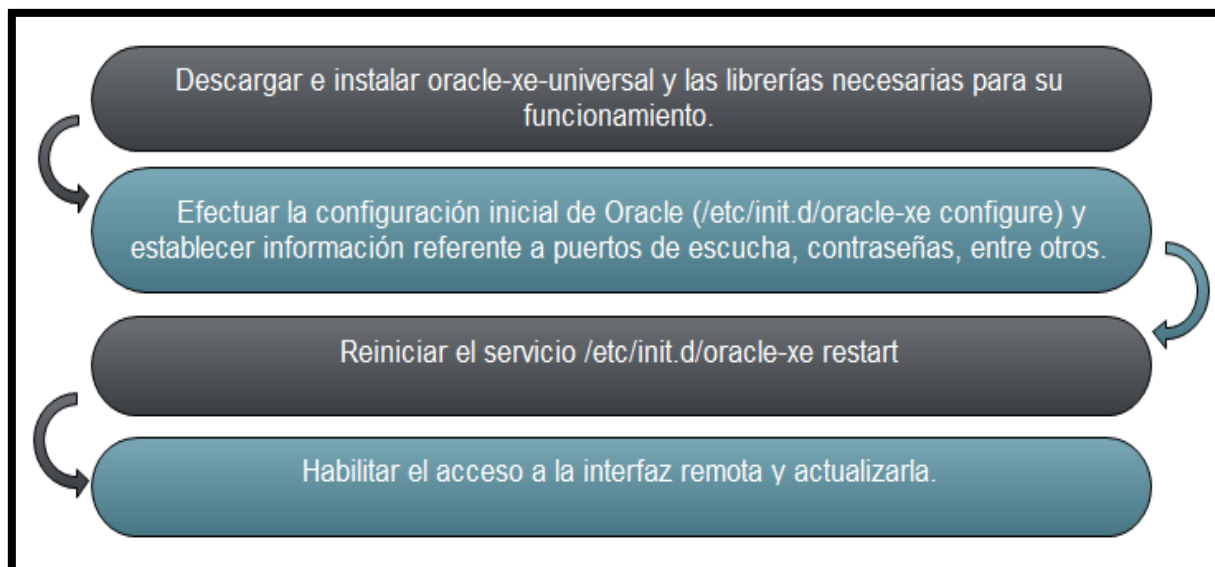 Descargar e instalar oracle-xe-universal y las librerías necesarias para su
funcionamiento.
Efectuar la configuración inicial de Oracle (/etc/init.d/oracle-xe configure) y
establecer información referente a puertos de escucha, contraseñas, entre otros.
Reiniciar el servicio /etc/init.d/oracle-xe restart
Habilitar el acceso a la interfaz remota y actualizarla.